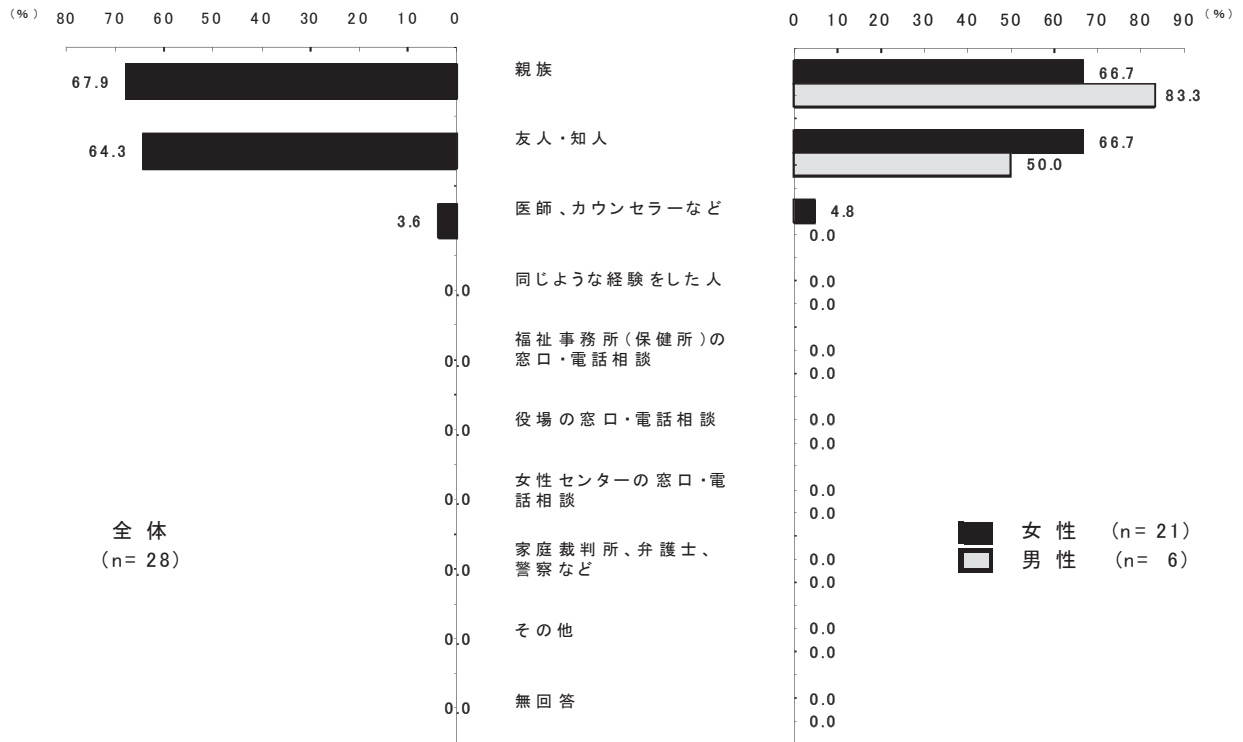 (%) 80 70 60 50 40 30 20 10 0
0 10 20 30 40 50 60 70 80 90 (%)
67.9
親族
66.7
83.3
64.3
友人・知人
66.7
50.0
3.6
医師、カウンセラーなど
4.8
0.0
0.0
同じような経験をした人
0.0
0.0
0.0
福祉事務所(保健所)の
窓口・電話相談
0.0
0.0
0.0
役場の窓口・電話相談
0.0
0.0
0.0
女性センターの窓口・電
話相談
0.0
0.0
0.0
家庭裁判所、弁護士、
警察など
0.0
0.0
0.0
その他
0.0
0.0
0.0
無回答
0.0
0.0
全体
(n= 28)
女性 (n= 21)
男性 (n= 6)